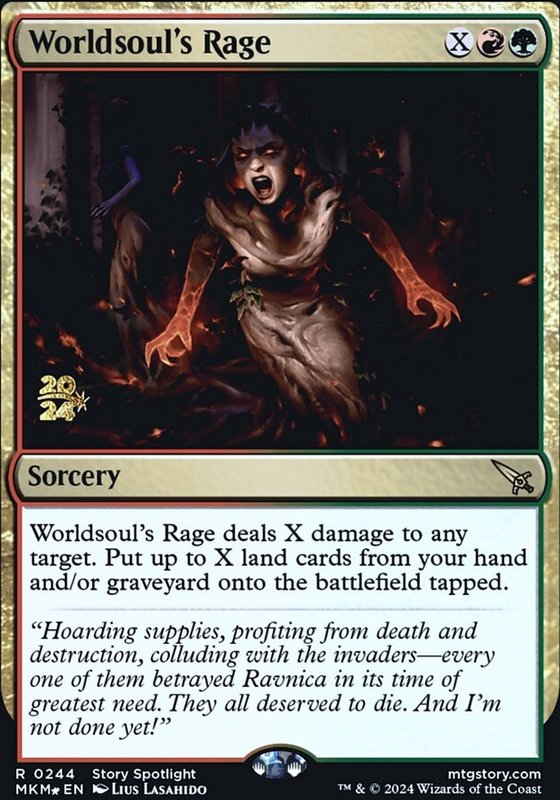 Worldsoul's Rage X
20
24
Sorcery
Worldsoul's Rage deals X damage to any
target. Put up to X land cards from your hand
and/or graveyard onto the battlefield tapped.
“Hoarding supplies, profiting from death and
destruction, colluding with the invaders—every
one of them betrayed Ravnica in its time of
greatest need. They all deserved to die. And I'm
not done yet!”
R 0244 Story Spotlight mtgstory.com
MKM★EN Lius Lasahido ™ & © 2024 Wizards of the Coast